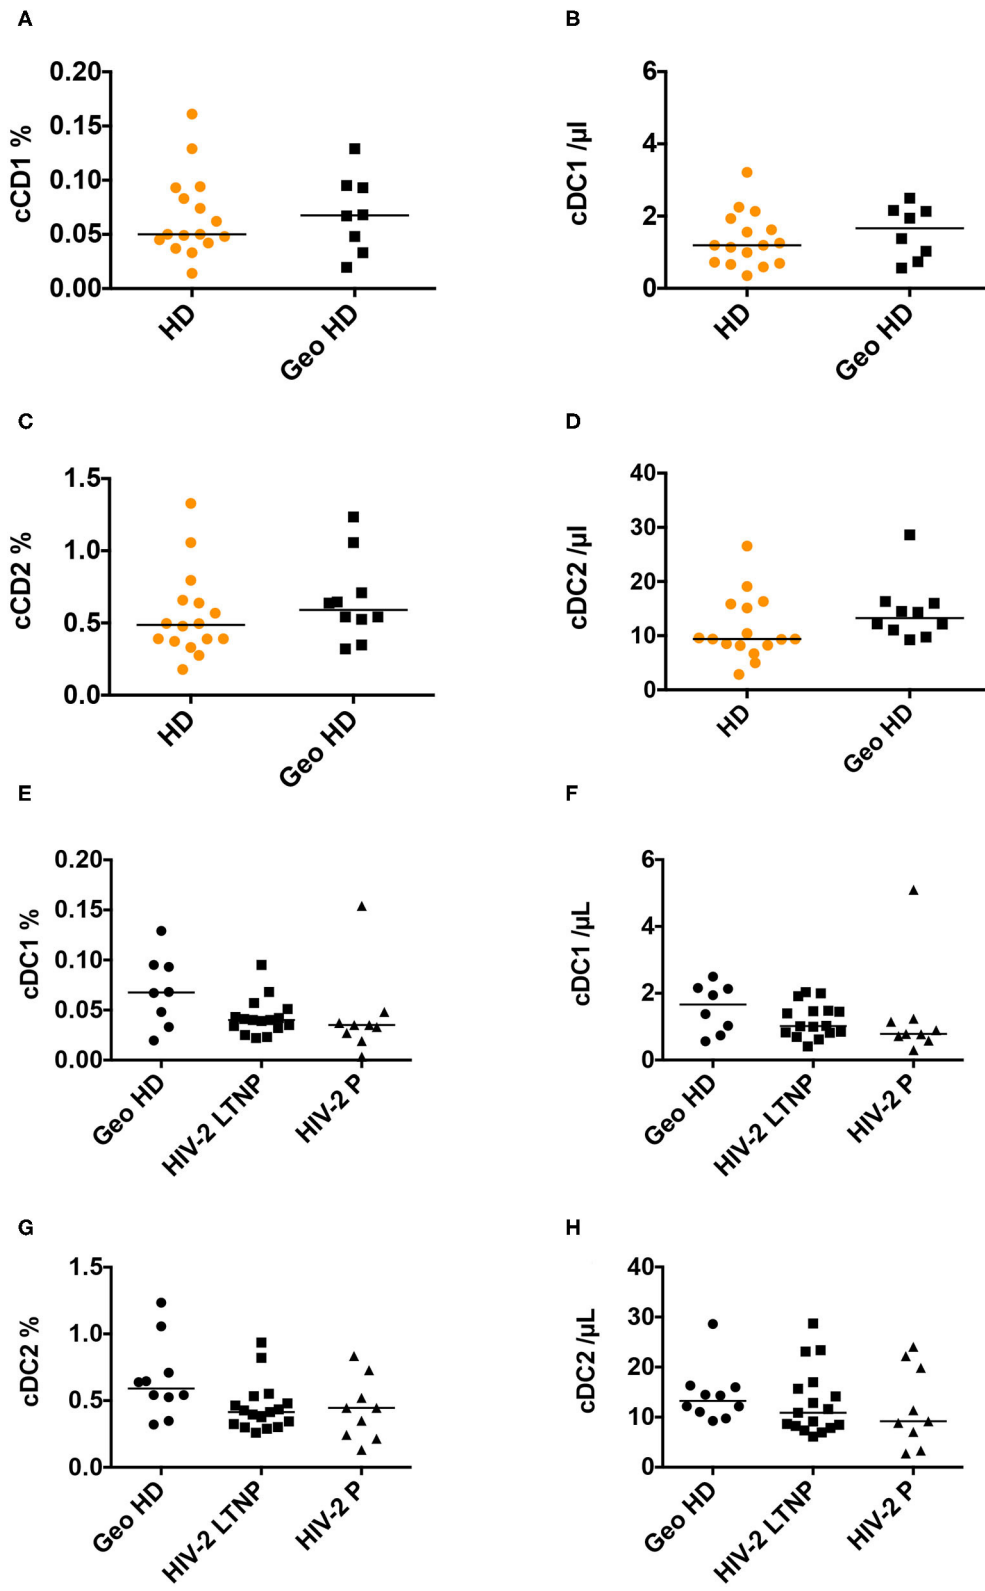 A
cCD1 %
0.20
0.15
0.10
0.05
0.00
HD
Geo HD
B
cDC1 /µl
6
4
2
0
HD
Geo HD
C
cCD2 %
1.5
1.0
0.5
0.0
HD
Geo HD
D
cDC2 /µl
40
30
20
10
0
HD
Geo HD
E
cDC1 %
0.20
0.15
0.10
0.05
0.00
Geo HD
HIV-2 LTNP
HIV-2 P
F
cDC1 /µL
6
4
2
0
Geo HD
HIV-2 LTNP
HIV-2 P
G
cDC2 %
1.5
1.0
0.5
0.0
Geo HD
HIV-2 LTNP
HIV-2 P
H
cDC2 /µL
40
30
20
10
0
Geo HD
HIV-2 LTNP
HIV-2 P